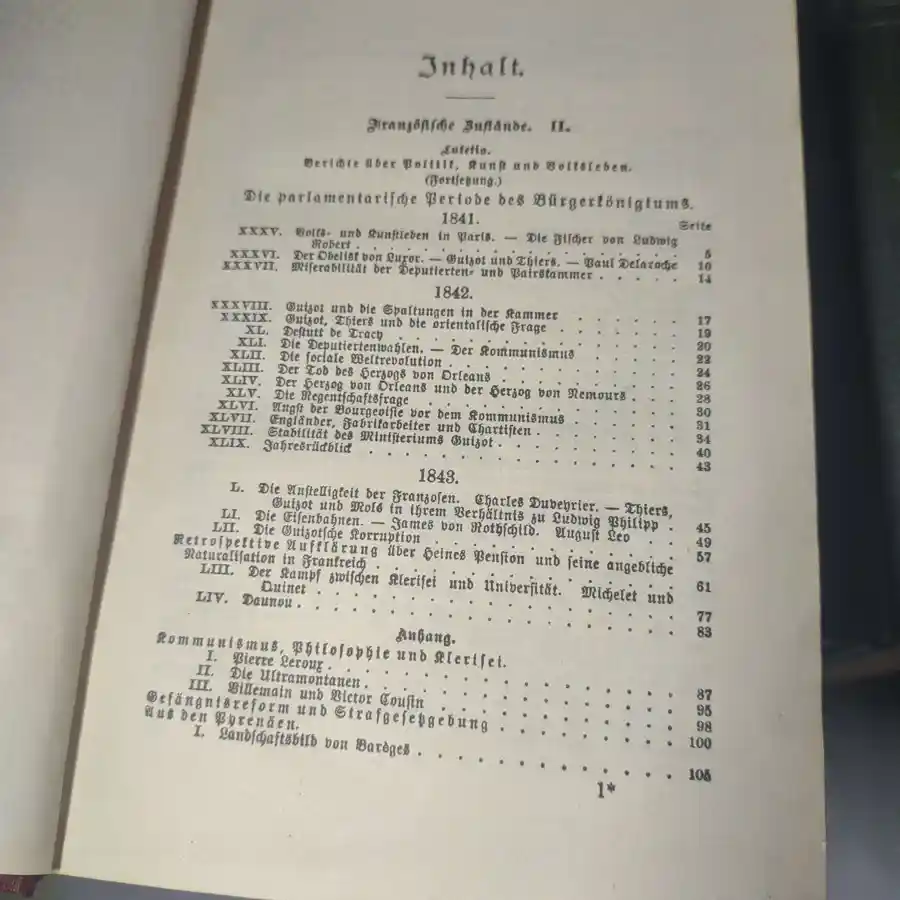 Inhalt.
Französische Zustände. II.
Lutetia.
Berichte über Politik, Kunst und Volksleben.
(Fortsetzung.)
Die parlamentarische Periode des Bürgerkönigtums.
1841.
Seite
XXXV. Volks- und Kunstleben in Paris. — Die Fischer von Ludwig
Robert . . . . . . . . . . . . . . . . 5
XXXVI. Der Obelisk von Luxor. — Guizot und Thiers. — Paul Delaroche 10
XXXVII. Miserabilität der Deputierten- und Pairskammer . . . . . 14
1842.
XXXVIII. Guizot und die Spaltungen in der Kammer . . . . . . 17
XXXIX. Guizot, Thiers und die orientalische Frage . . . . . . 19
XL. Destutt de Tracy . . . . . . . . . . . . . . 20
XLI. Die Deputiertenwahlen. — Der Kommunismus . . . . . 22
XLII. Die sociale Weltrevolution . . . . . . . . . . . 24
XLIII. Der Tod des Herzogs von Orleans . . . . . . . . . 26
XLIV. Der Herzog von Orleans und der Herzog von Nemours . . . 28
XLV. Die Regentschaftsfrage . . . . . . . . . . . . 30
XLVI. Angst der Bourgeoisie vor dem Kommunismus . . . . . 31
XLVII. Engländer, Fabrikarbeiter und Chartisten . . . . . . . 34
XLVIII. Stabilität des Ministeriums Guizot . . . . . . . . . 40
XLIX. Jahresrückblick . . . . . . . . . . . . . . 43
1843.
L. Die Anstelligkeit der Franzosen. Charles Duveyrier. — Thiers,
Guizot und Molé in ihrem Verhältnis zu Ludwig Philipp . 45
LI. Die Eisenbahnen. — James von Rothschild. August Leo . . 49
LII. Die Guizotsche Korruption . . . . . . . . . . . 57
Retrospektive Aufklärung über Heines Pension und seine angebliche
Naturalisation in Frankreich . . . . . . . . . . . . 61
LIII. Der Kampf zwischen Klerisei und Universität. Michelet und
Quinet . . . . . . . . . . . . . . . . 77
LIV. Daunou . . . . . . . . . . . . . . . . . 83
Anhang.
Kommunismus, Philosophie und Klerisei.
I. Pierre Leroux . . . . . . . . . . . . . . . 87
II. Die Ultramontanen . . . . . . . . . . . . . . 95
III. Villemain und Victor Cousin . . . . . . . . . . . 98
Gefängnisreform und Strafgesetzgebung . . . . . . . . . 100
Aus den Pyrenäen.
I. Landschaftsbild von Barèges . . . . . . . . . . . 105
1*